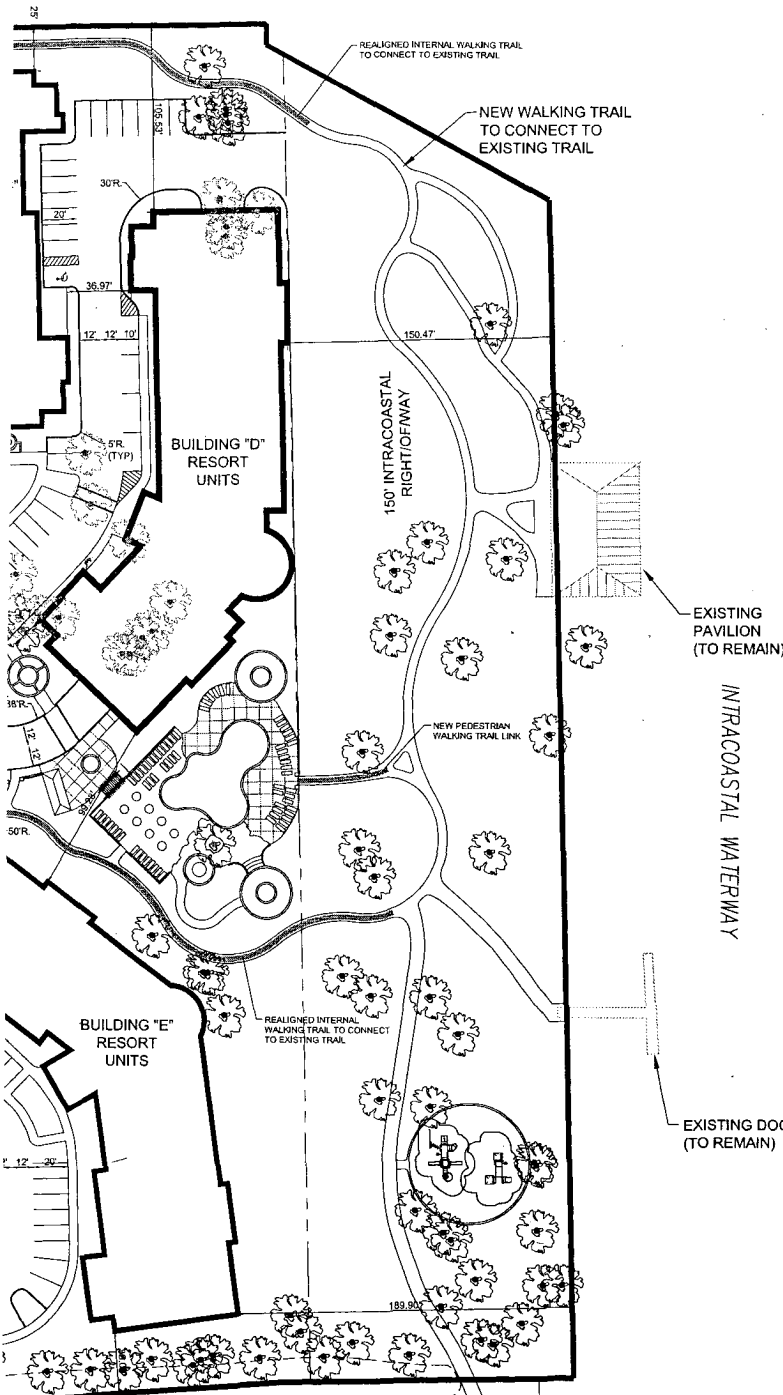 25'
REALIGNED INTERNAL WALKING TRAIL
TO CONNECT TO EXISTING TRAIL
NEW WALKING TRAIL
TO CONNECT TO
EXISTING TRAIL
105.53'
30'R.
20'
36.97'
12' 12' 10'
150.47'
5'R.
(TYP)
BUILDING "D"
RESORT
UNITS
150' INTRACOASTAL
RIGHT/OF/WAY
EXISTING
PAVILION
(TO REMAIN)
INTRACOASTAL WATERWAY
38'R.
12' 12'
NEW PEDESTRIAN
WALKING TRAIL LINK
50'R.
REALIGNED INTERNAL
WALKING TRAIL TO CONNECT
TO EXISTING TRAIL
BUILDING "E"
RESORT
UNITS
EXISTING DOC
(TO REMAIN)
12' 20'
189.90'